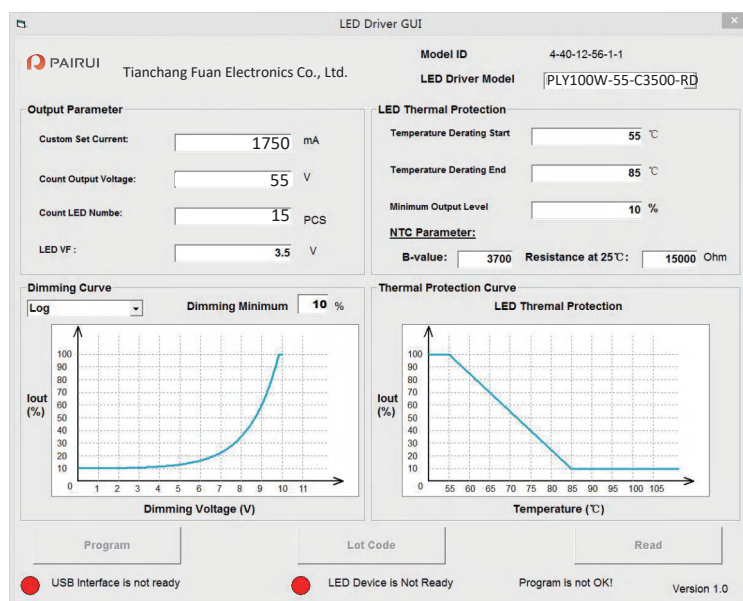 LED Driver GUI
PAIRUI
Tianchang Fuan Electronics Co., Ltd.
Model ID 4-40-12-56-1-1
LED Driver Model PLY100W-55-C3500-RD
Output Parameter
Custom Set Current: 1750 mA
Count Output Voltage: 55 V
Count LED Numbe: 15 PCS
LED VF : 3.5 V
LED Thermal Protection
Temperature Derating Start 55 ℃
Temperature Derating End 85 ℃
Minimum Output Level 10 %
NTC Parameter:
B-value: 3700 Resistance at 25℃: 15000 Ohm
Dimming Curve
Log Dimming Minimum 10 %
100
90
80
70
60
50
40
30
20
10
Iout
(%)
0 1 2 3 4 5 6 7 8 9 10 11
Dimming Voltage (V)
Thermal Protection Curve
LED Thremal Protection
100
90
80
70
60
50
40
30
20
10
Iout
(%)
0 55 60 65 70 75 80 85 90 95 100 105
Temperature (℃)
Program Lot Code Read
USB Interface is not ready LED Device is Not Ready Program is not OK! Version 1.0